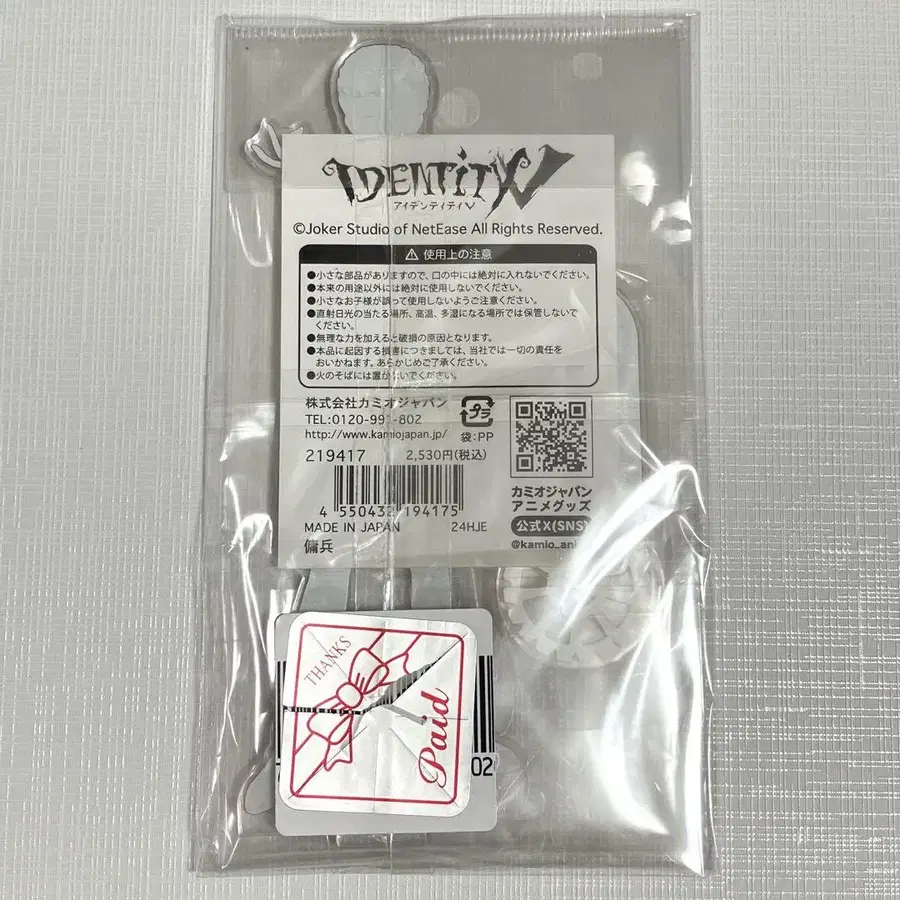 IDENTITY V
アイデンティティV
©Joker Studio of NetEase All Rights Reserved.
⚠ 使用上の注意
●小さな部品がありますので、口の中には絶対に入れないでください。
●本来の用途以外には絶対に使用しないでください。
●小さなお子様が誤って使用しないようご注意ください。
●直射日光の当たる場所、高温、多湿になる場所では保管しないで
ください。
●無理な力を加えると破損の原因となります。
●本品に起因する損害につきましては、当社では一切の責任を
おいかねます。あらかじめご了承ください。
●火のそばには置かないでください。
株式会社カミオジャパン
TEL:0120-991-802
http://www.kamiojapan.jp/
プラ
袋:PP
219417 2,530円(税込)
4 550432 194175
MADE IN JAPAN 24HJE
傭兵
カミオジャパン
アニメグッズ
公式X(SNS)
@kamio_ani
THANKS
Paid
02